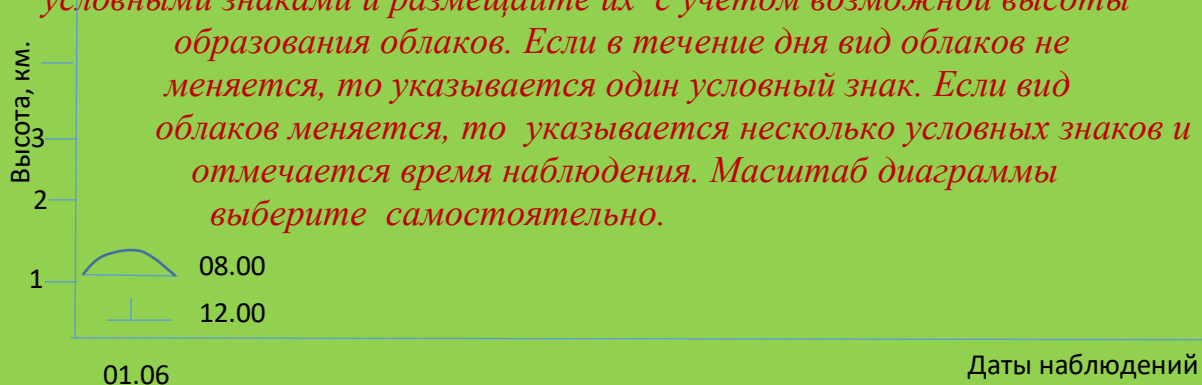 условными знаками и размещайте их с учетом возможной высоты
образования облаков. Если в течение дня вид облаков не
меняется, то указывается один условный знак. Если вид
облаков меняется, то указывается несколько условных знаков и
отмечается время наблюдения. Масштаб диаграммы
выберите самостоятельно.
Высота, км.
3
2
1
08.00
12.00
01.06
Даты наблюдений